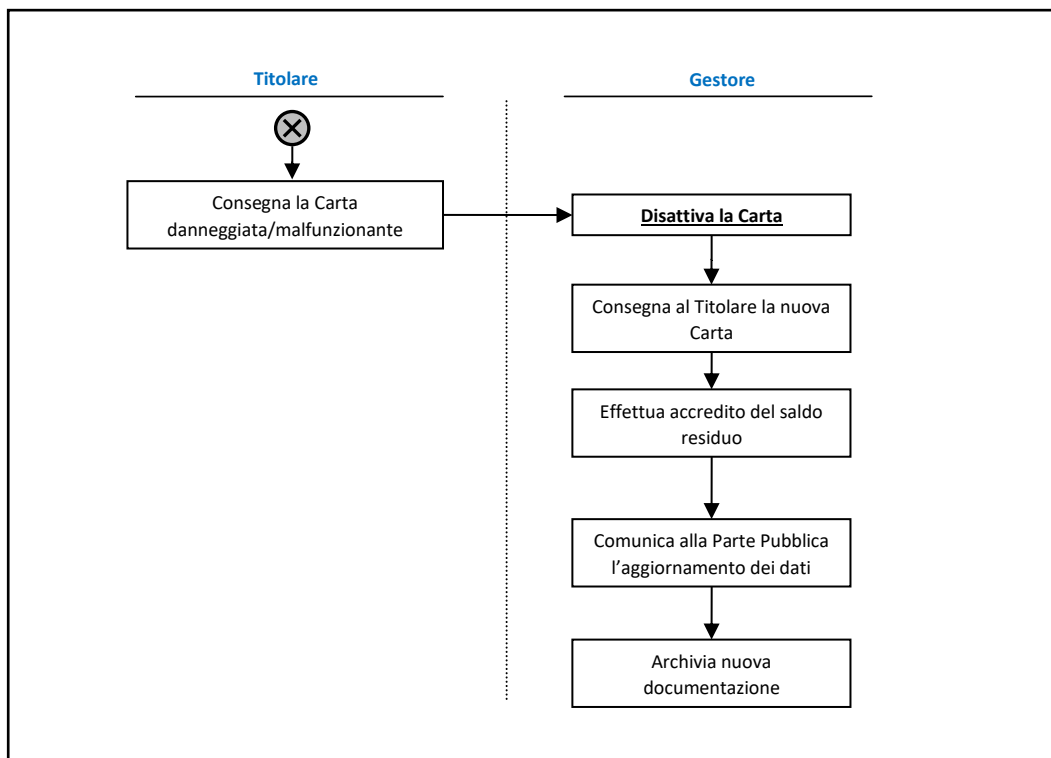 Titolare
Gestore
Consegna la Carta
danneggiata/malfunzionante
Disattiva la Carta
Consegna al Titolare la nuova
Carta
Effettua accredito del saldo
residuo
Comunica alla Parte Pubblica
l’aggiornamento dei dati
Archivia nuova
documentazione